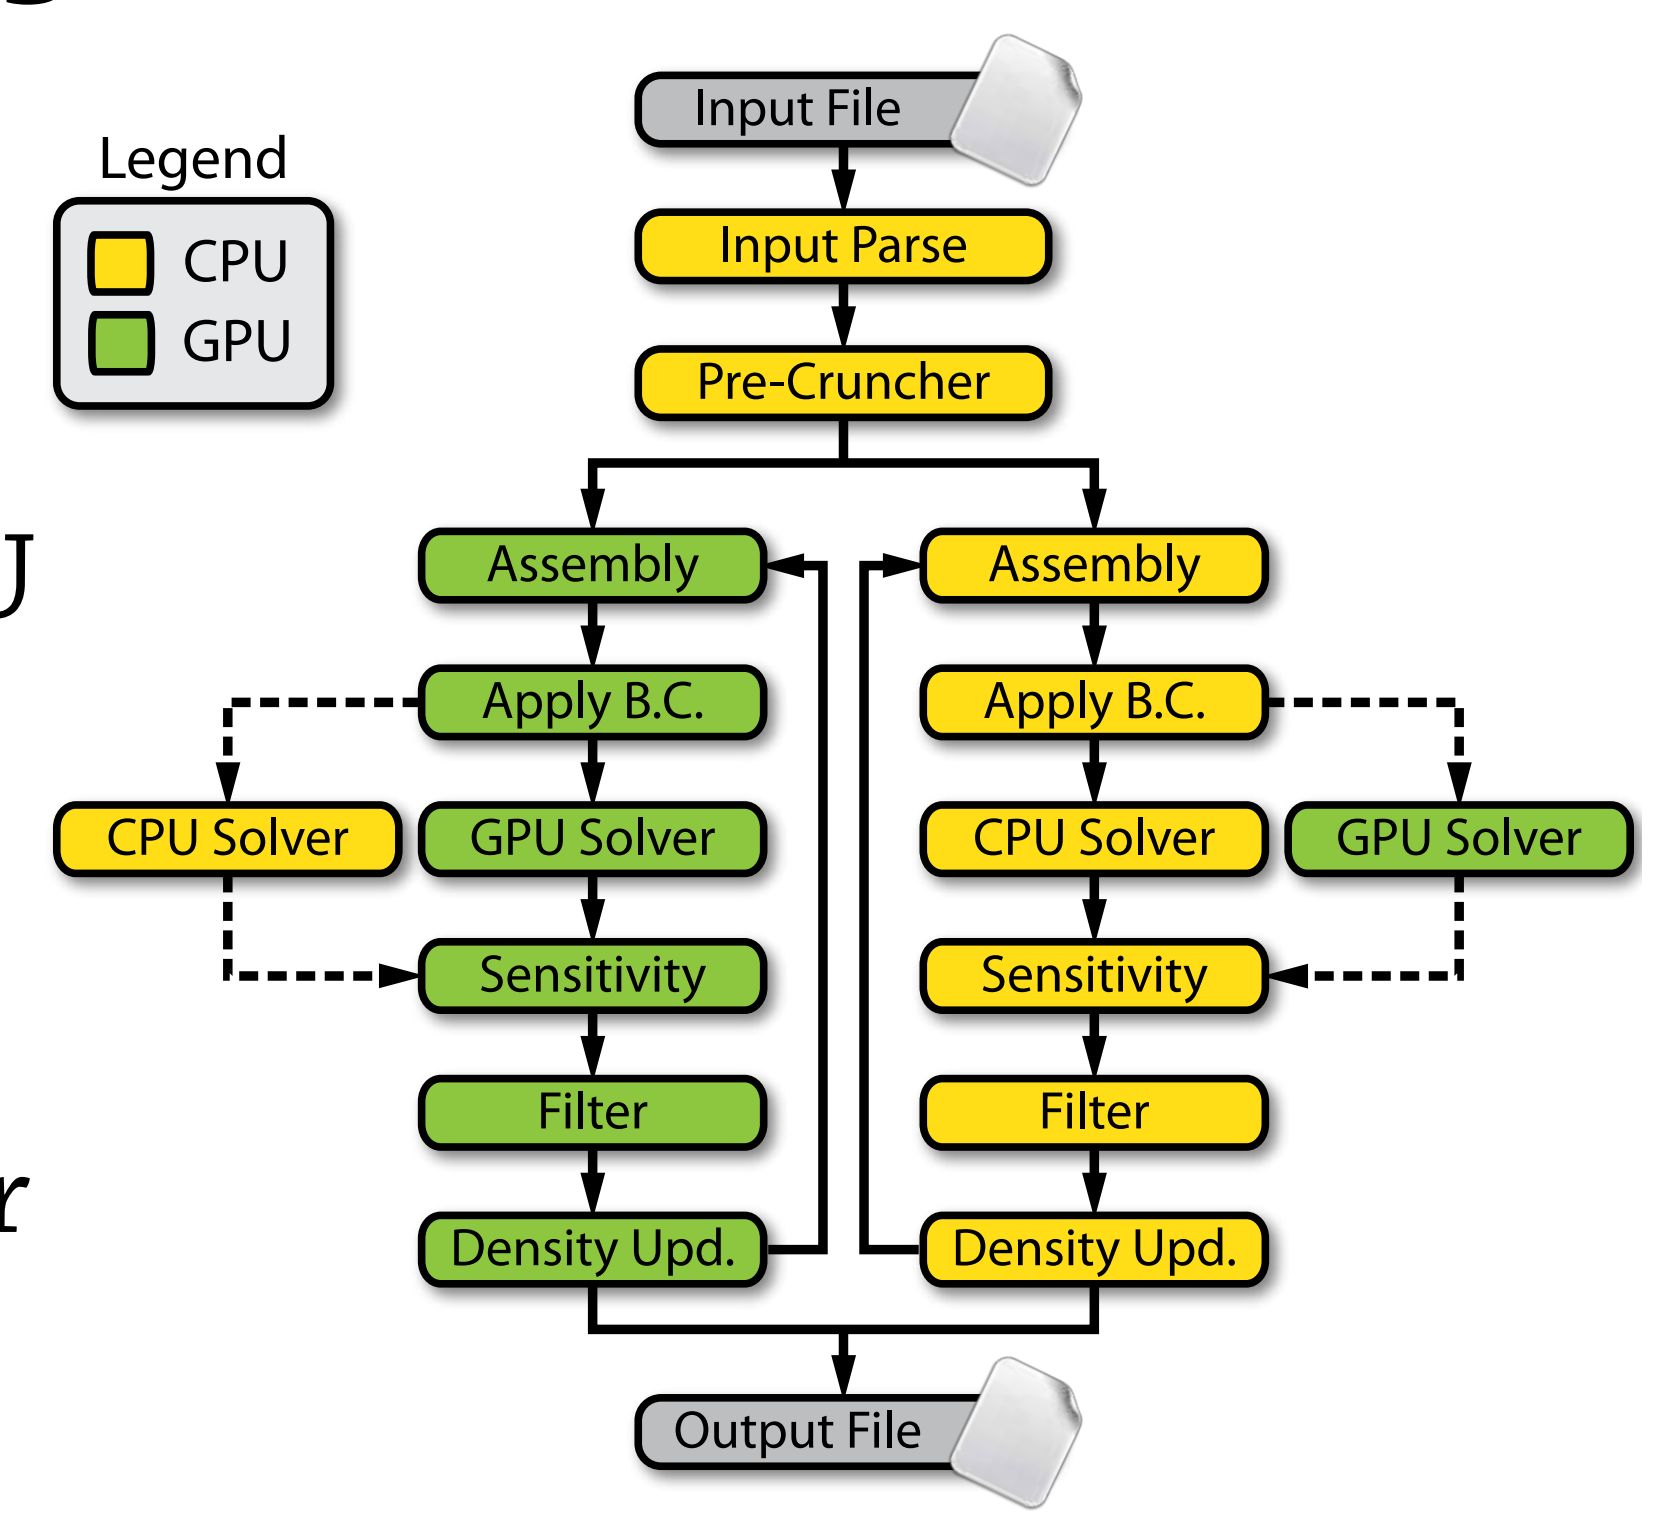 Input File
Legend
CPU
GPU
Input Parse
Pre-Cruncher
Assembly
Assembly
Apply B.C.
Apply B.C.
CPU Solver
GPU Solver
CPU Solver
GPU Solver
Sensitivity
Sensitivity
Filter
Filter
Density Upd.
Density Upd.
Output File